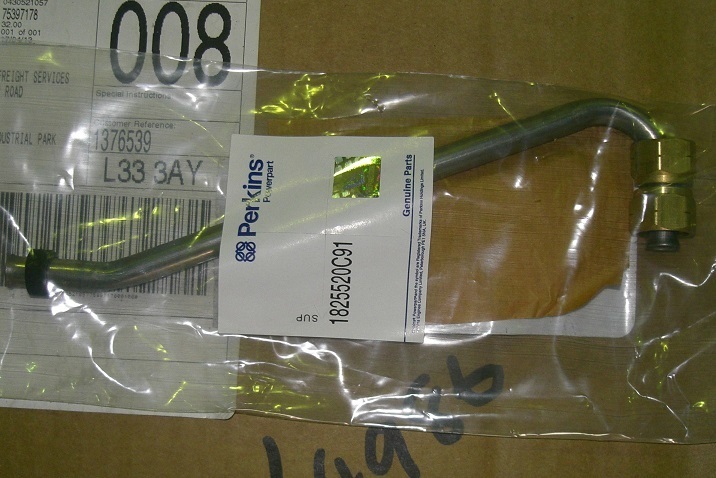 0430521057
75397178
32.00
001 of 001
008
FREIGHT SERVICES
ROAD
Special Instructions
Customer Reference
1376539
DUSTRIAL PARK
L33 3AY
Perkins®
Powerpart
Genuine Parts
1825520C91
SUP